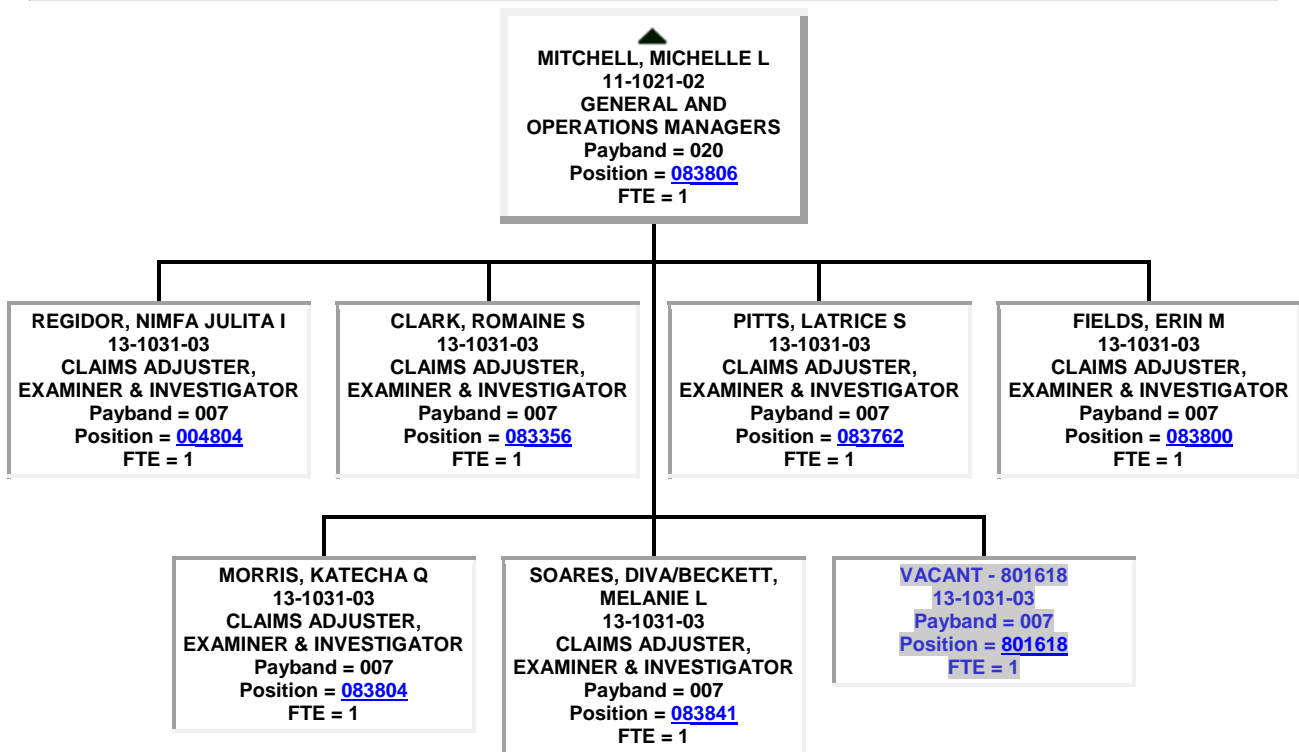 MITCHELL, MICHELLE L
11-1021-02
GENERAL AND
OPERATIONS MANAGERS
Payband = 020
Position = 083806
FTE = 1
REGIDOR, NIMFA JULITA I
13-1031-03
CLAIMS ADJUSTER,
EXAMINER & INVESTIGATOR
Payband = 007
Position = 004804
FTE = 1
CLARK, ROMAINE S
13-1031-03
CLAIMS ADJUSTER,
EXAMINER & INVESTIGATOR
Payband = 007
Position = 083356
FTE = 1
PITTS, LATRICE S
13-1031-03
CLAIMS ADJUSTER,
EXAMINER & INVESTIGATOR
Payband = 007
Position = 083762
FTE = 1
FIELDS, ERIN M
13-1031-03
CLAIMS ADJUSTER,
EXAMINER & INVESTIGATOR
Payband = 007
Position = 083800
FTE = 1
MORRIS, KATECHA Q
13-1031-03
CLAIMS ADJUSTER,
EXAMINER & INVESTIGATOR
Payband = 007
Position = 083804
FTE = 1
SOARES, DIVA/BECKETT,
MELANIE L
13-1031-03
CLAIMS ADJUSTER,
EXAMINER & INVESTIGATOR
Payband = 007
Position = 083841
FTE = 1
VACANT - 801618
13-1031-03
Payband = 007
Position = 801618
FTE = 1